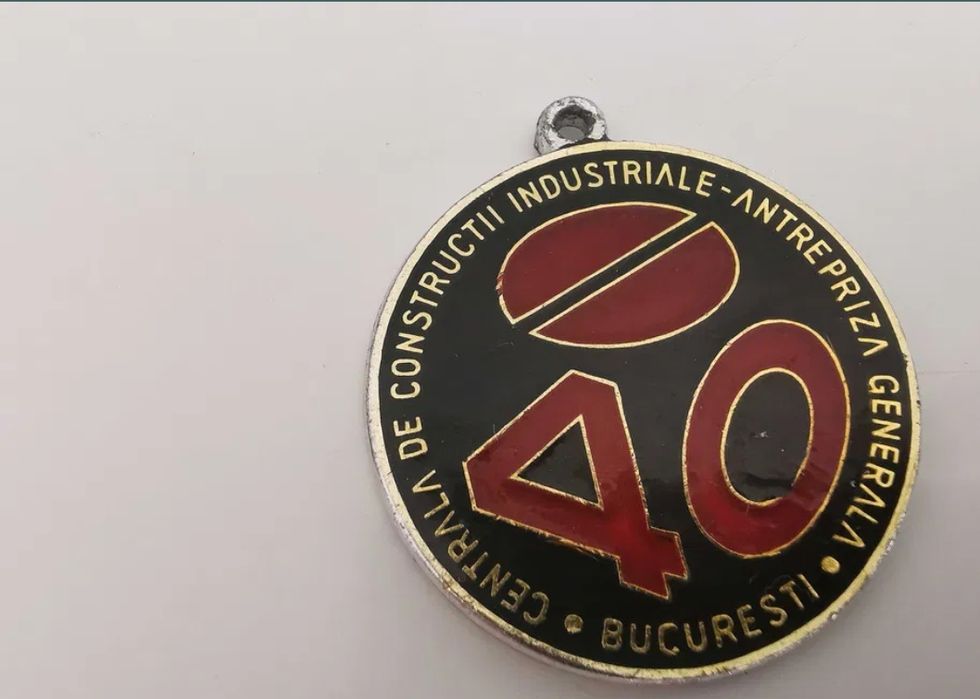 CENTRALA DE CONSTRUCTII INDUSTRIALE-ANTREPRIZA GENERALA
• BUCURESTI •
40